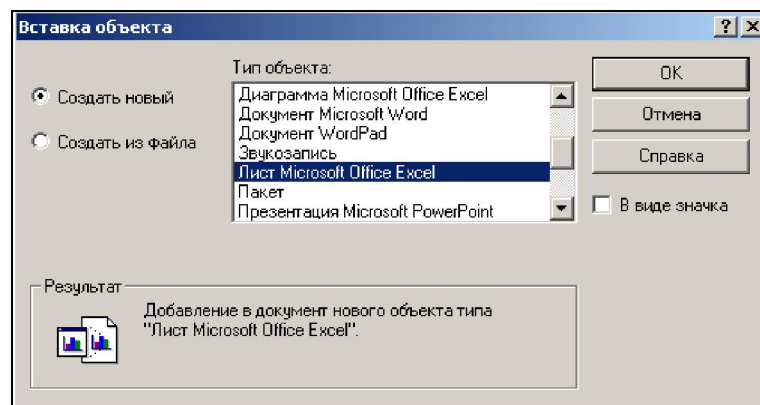 Вставка объекта
Тип объекта:
Создать новый
Создать из файла
Диаграмма Microsoft Office Excel
Документ Microsoft Word
Документ WordPad
Звукозапись
Лист Microsoft Office Excel
Пакет
Презентация Microsoft PowerPoint
OK
Отмена
Справка
В виде значка
Результат
Добавление в документ нового объекта типа
"Лист Microsoft Office Excel".